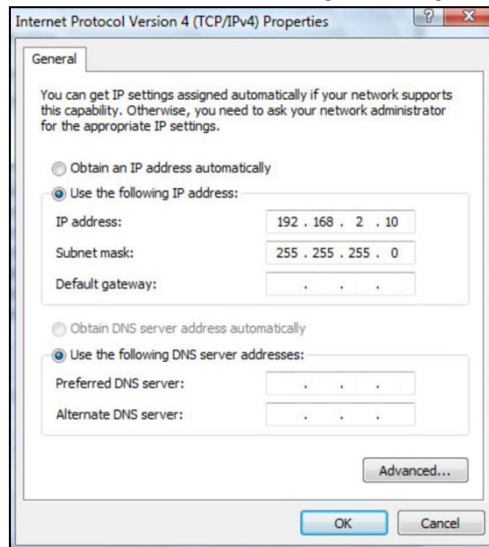 Internet Protocol Version 4 (TCP/IPv4) Properties
General
You can get IP settings assigned automatically if your network supports
this capability. Otherwise, you need to ask your network administrator
for the appropriate IP settings.
Obtain an IP address automatically
Use the following IP address:
IP address: 192 . 168 . 2 . 10
Subnet mask: 255 . 255 . 255 . 0
Default gateway: . . .
Obtain DNS server address automatically
Use the following DNS server addresses:
Preferred DNS server: . . .
Alternate DNS server: . . .
Advanced...
OK Cancel